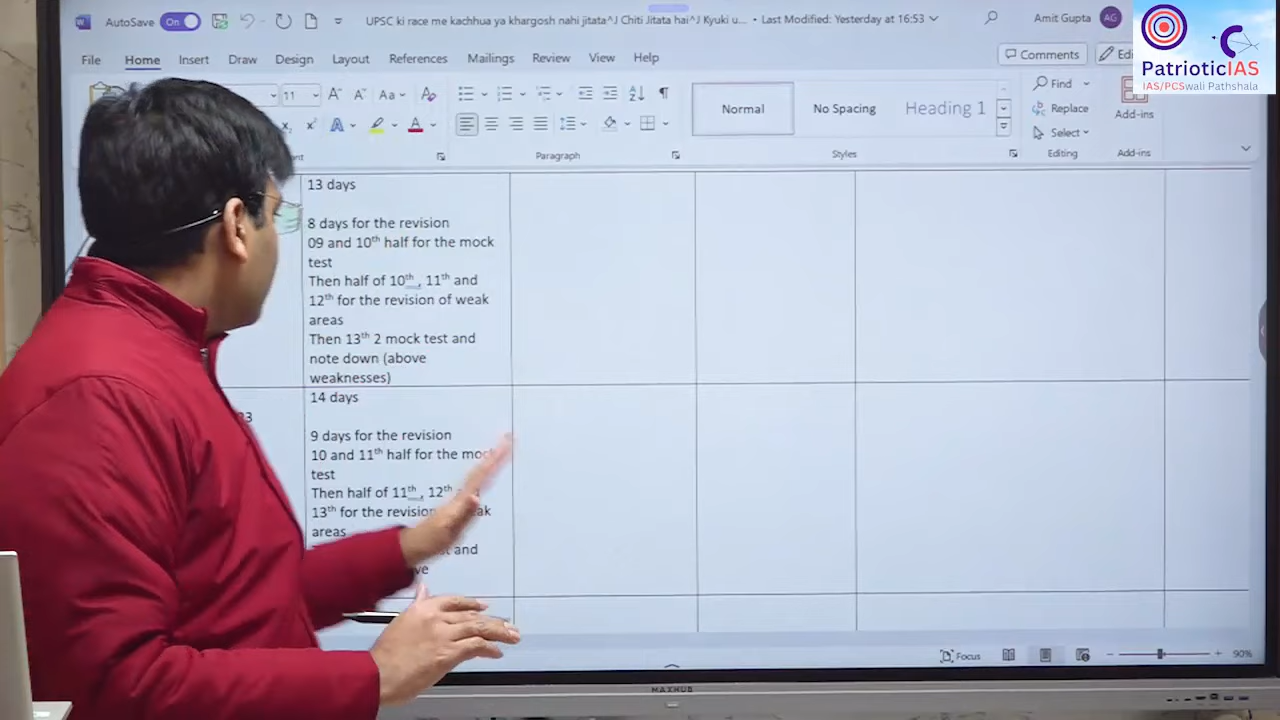 AutoSave On
UPSC ki race me kachhua ya khargosh nahi jitata^J Chiti Jitata hai^J Kyuki u... • Last Modified: Yesterday at 16:53
Amit Gupta AG
PatrioticIAS
IAS/PCSwali Pathshala
File Home Insert Draw Design Layout References Mailings Review View Help
Comments
11
Aa
Normal
No Spacing
Heading 1
Find
Replace
Select
Add-ins
Paragraph
Styles
Editing
Add-ins
13 days
8 days for the revision
09 and 10th half for the mock
test
Then half of 10th, 11th and
12th for the revision of weak
areas
Then 13th 2 mock test and
note down (above
weaknesses)
14 days
9 days for the revision
10 and 11th half for the
test
Then half of 11th, 12th
13th for the revision
areas
and
Focus
90%
MAXHUB